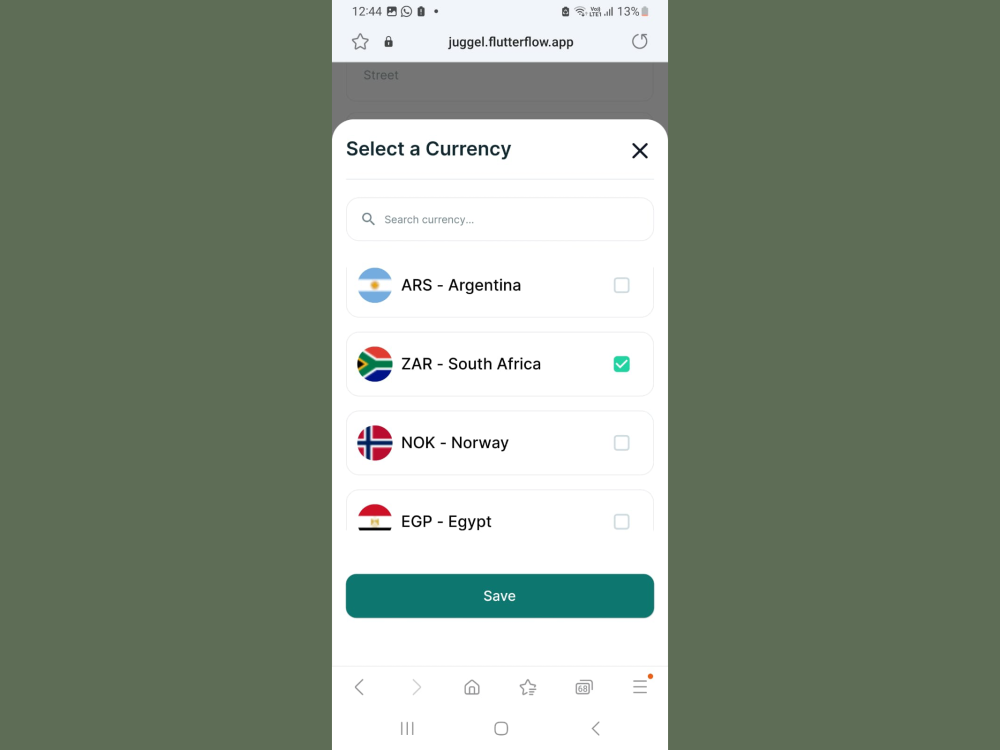 12:44
Vo)) LTE1 13%
juggel.flutterflow.app
Street
Select a Currency
Search currency...
ARS - Argentina
ZAR - South Africa
NOK - Norway
EGP - Egypt
Save
68